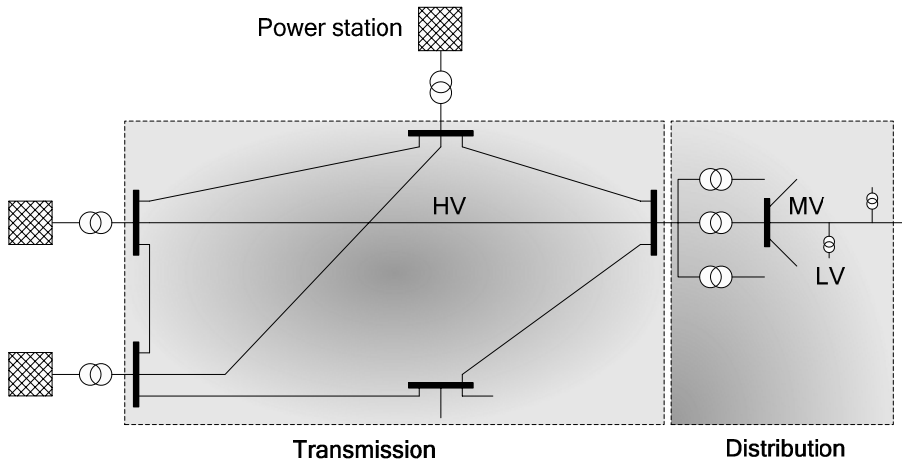 Power station
HV
MV
LV
Transmission
Distribution